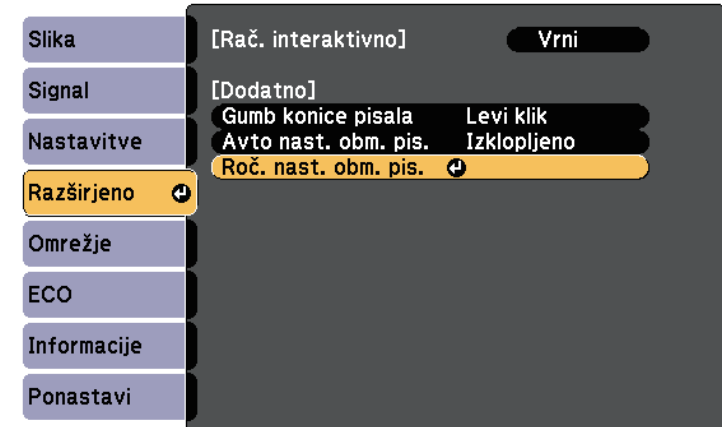 Slika
Signal
Nastavitve
Razširjeno
Omrežje
ECO
Informacije
Ponastavi
[Rač. interaktivno] Vrni
[Dodatno]
Gumb konice pisala Levi klik
Avto nast. obm. pis. Izklopljeno
Roč. nast. obm. pis.